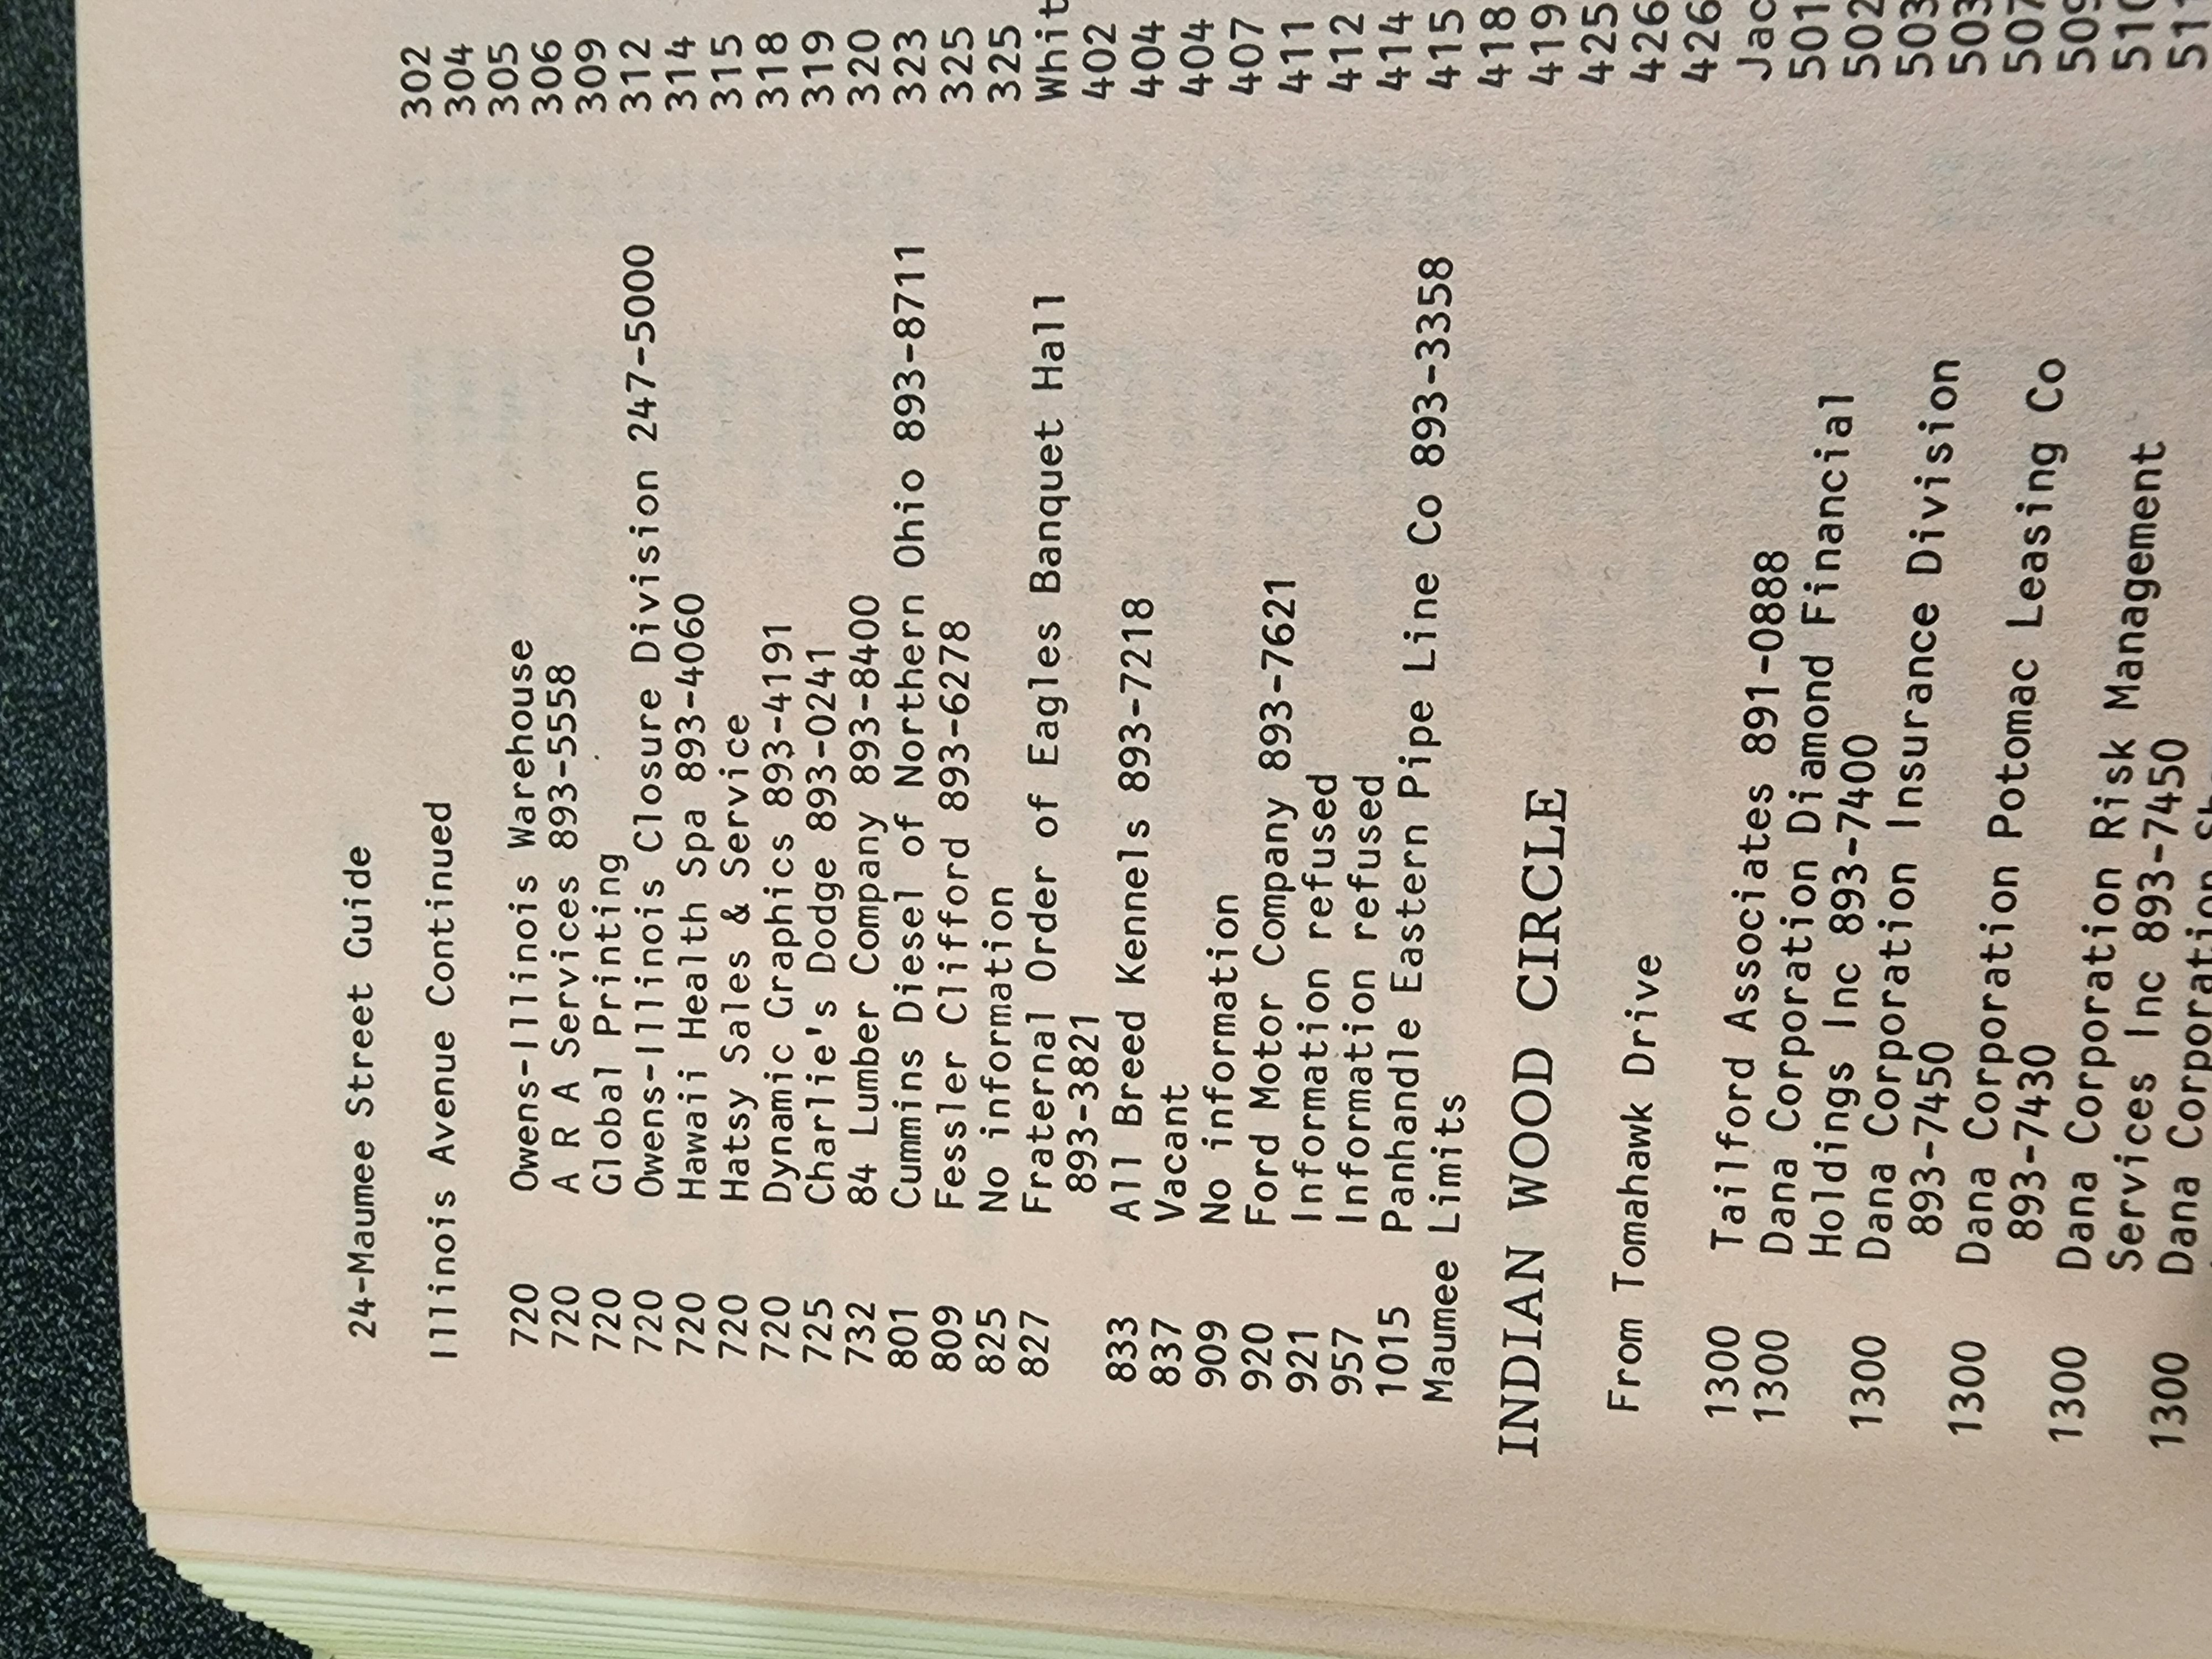 24-Maumee Street Guide
Illinois Avenue Continued
720 Owens-Illinois Warehouse
720 A R A Services 893-5558
720 Global Printing
720 Owens-Illinois Closure Division 247-5000
720 Hawaii Health Spa 893-4060
720 Hatsy Sales & Service
720 Dynamic Graphics 893-4191
725 Charlie's Dodge 893-0241
732 84 Lumber Company 893-8400
801 Cummins Diesel of Northern Ohio 893-8711
809 Fessler Clifford 893-6278
825 No information
827 Fraternal Order of Eagles Banquet Hall
893-3821
833 All Breed Kennels 893-7218
837 Vacant
909 No information
920 Ford Motor Company 893-7621
921 Information refused
957 Information refused
1015 Panhandle Eastern Pipe Line Co 893-3358
Maumee Limits
INDIAN WOOD CIRCLE
From Tomahawk Drive
1300 Tailford Associates 891-0888
1300 Dana Corporation Diamond Financial
Holdings Inc 893-7400
1300 Dana Corporation Insurance Division
893-7450
1300 Dana Corporation Potomac Leasing Co
893-7430
1300 Dana Corporation Risk Management
Services Inc 893-7450
1300 Dana Corporation
302
304
305
306
309
312
314
315
318
319
320
323
325
325
Whit
402
404
404
407
411
412
414
415
418
419
425
426
426
Jac
501
502
503
503
507
509
510
511